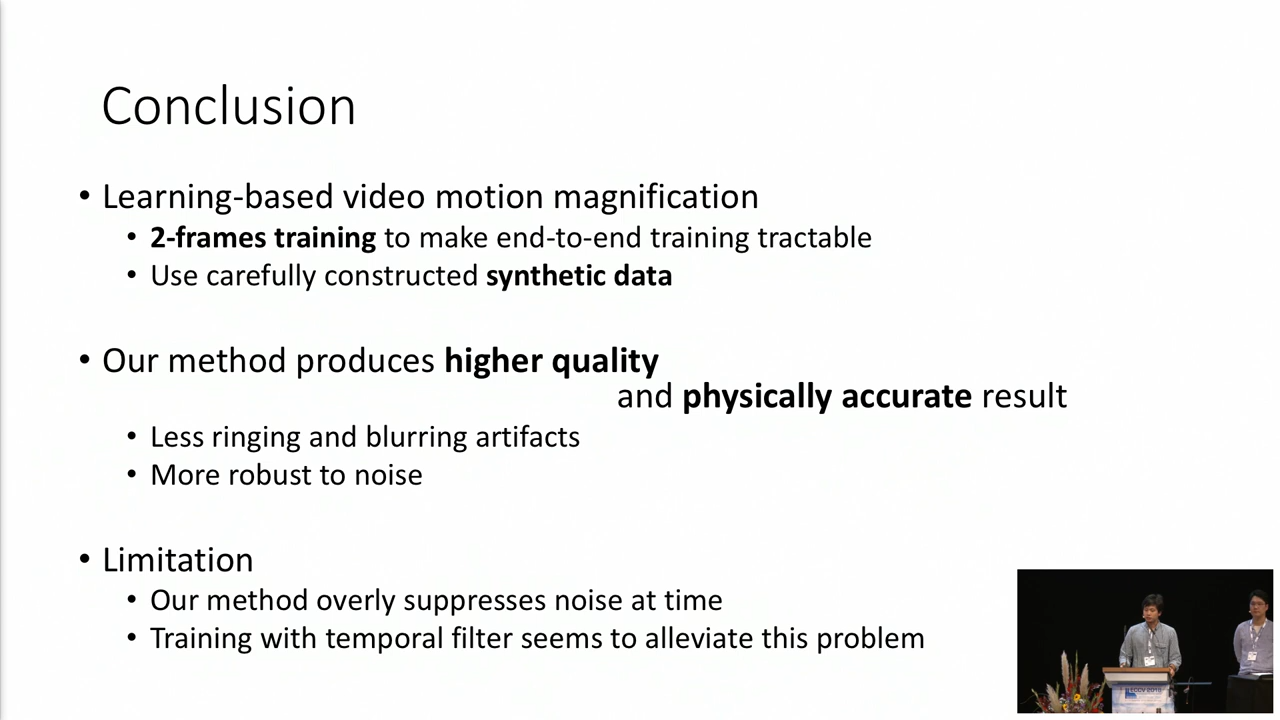 Conclusion
• Learning-based video motion magnification
• 2-frames training to make end-to-end training tractable
• Use carefully constructed synthetic data
• Our method produces higher quality
and physically accurate result
• Less ringing and blurring artifacts
• More robust to noise
• Limitation
• Our method overly suppresses noise at time
• Training with temporal filter seems to alleviate this problem
ECCV 2018